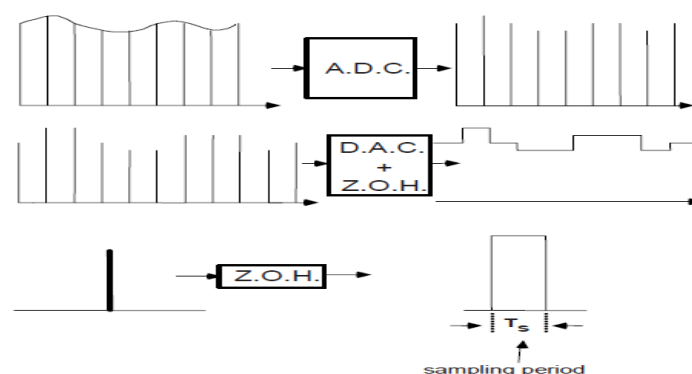 A.D.C.
D.A.C.
+
Z.O.H.
Z.O.H.
Ts
sampling period